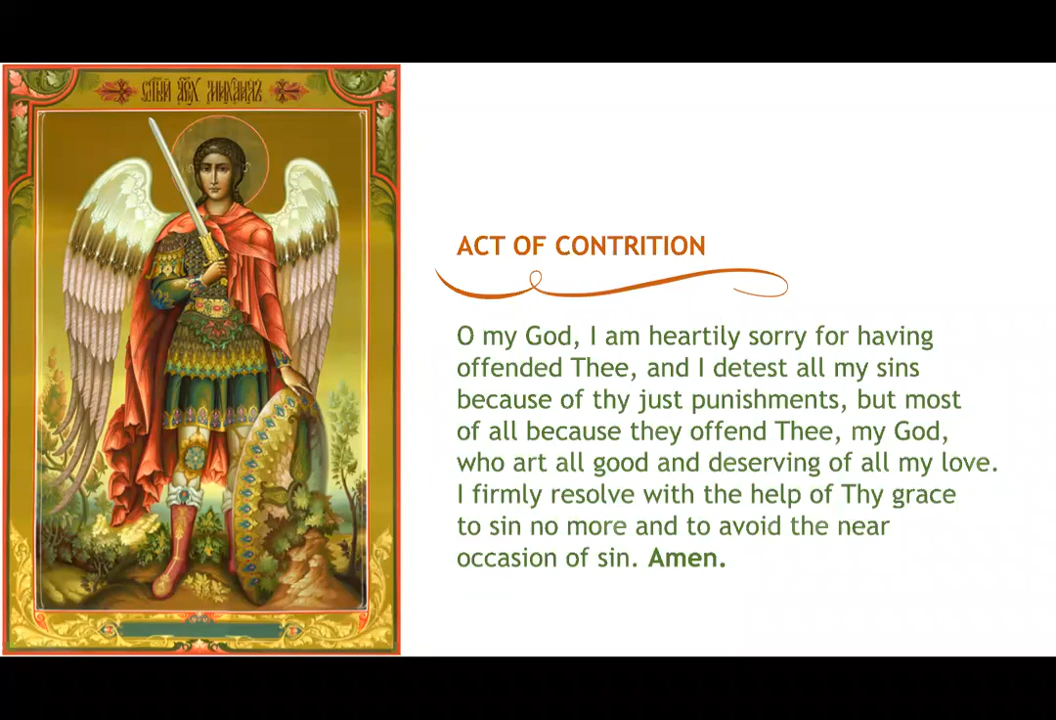 СТЫЙ АРХ МИХАИЛЪ
ACT OF CONTRITION
O my God, I am heartily sorry for having
offended Thee, and I detest all my sins
because of thy just punishments, but most
of all because they offend Thee, my God,
who art all good and deserving of all my love.
I firmly resolve with the help of Thy grace
to sin no more and to avoid the near
occasion of sin. Amen.